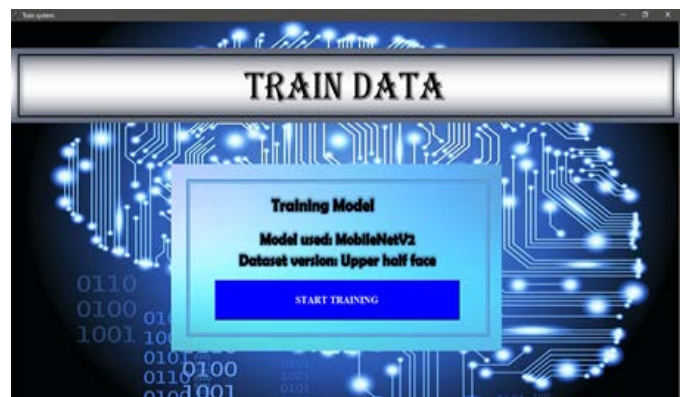 Train system
TRAIN DATA
Training Model
Model used: MobileNetV2
Dataset version: Upper half face
START TRAINING
0110
0100
1001
0100